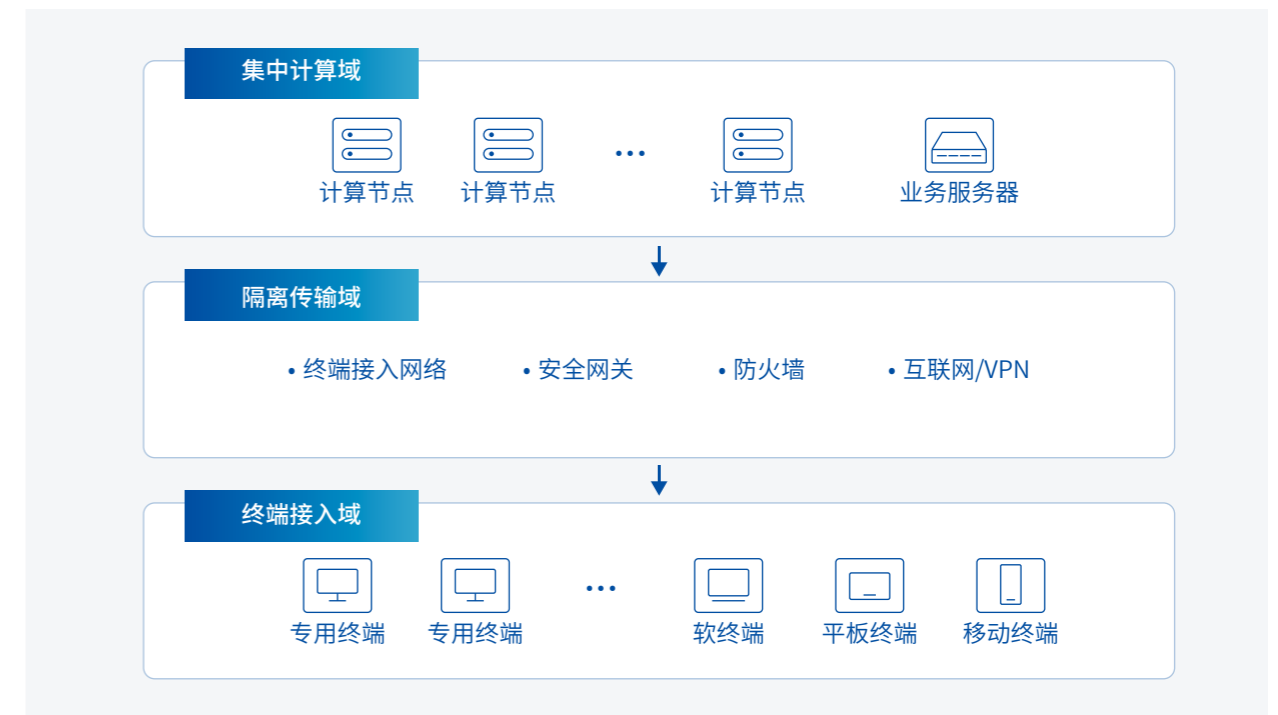 集中计算域
计算节点 计算节点 … 计算节点 业务服务器
隔离传输域
• 终端接入网络 • 安全网关 • 防火墙 • 互联网/VPN
终端接入域
专用终端 专用终端 … 软终端 平板终端 移动终端